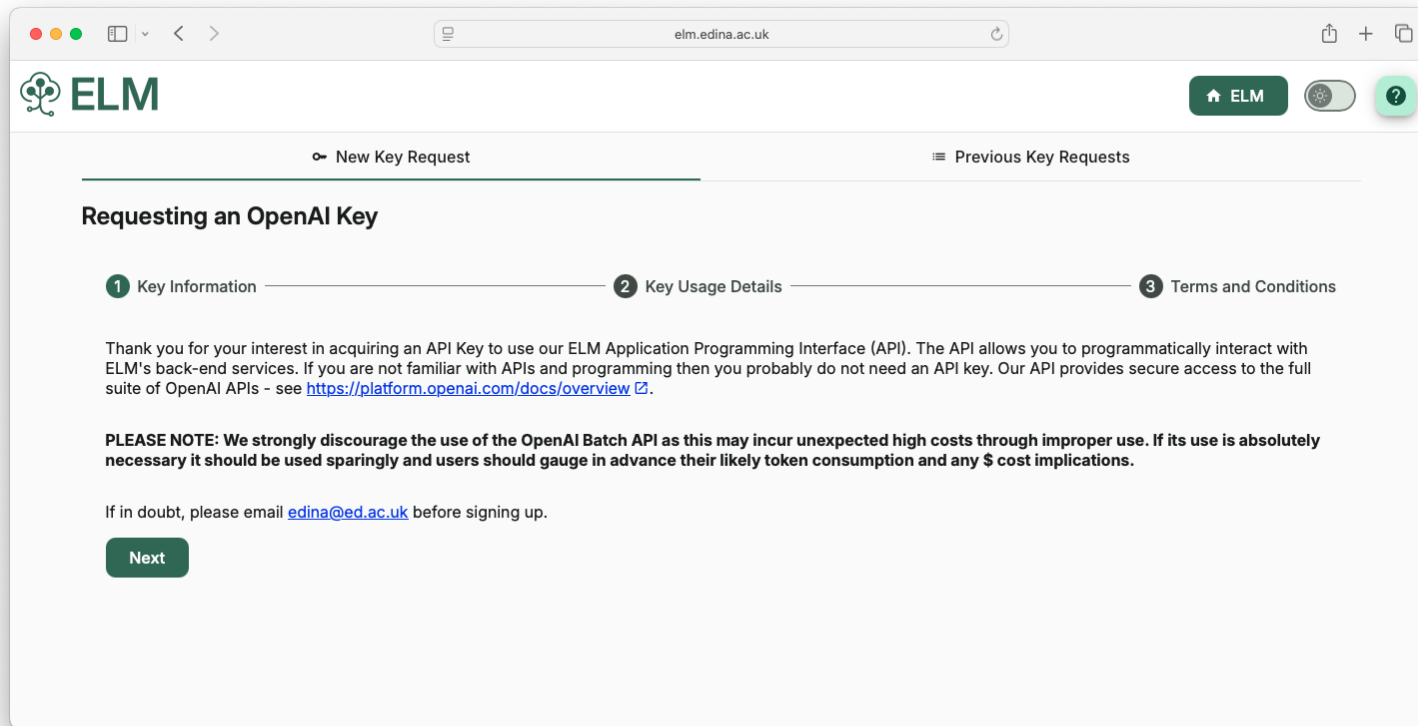 elm.edina.ac.uk
ELM
ELM
?
New Key Request
Previous Key Requests
Requesting an OpenAI Key
1 Key Information
2 Key Usage Details
3 Terms and Conditions
Thank you for your interest in acquiring an API Key to use our ELM Application Programming Interface (API). The API allows you to programmatically interact with
ELM's back-end services. If you are not familiar with APIs and programming then you probably do not need an API key. Our API provides secure access to the full
suite of OpenAI APIs - see https://platform.openai.com/docs/overview.
PLEASE NOTE: We strongly discourage the use of the OpenAI Batch API as this may incur unexpected high costs through improper use. If its use is absolutely
necessary it should be used sparingly and users should gauge in advance their likely token consumption and any $ cost implications.
If in doubt, please email edina@ed.ac.uk before signing up.
Next